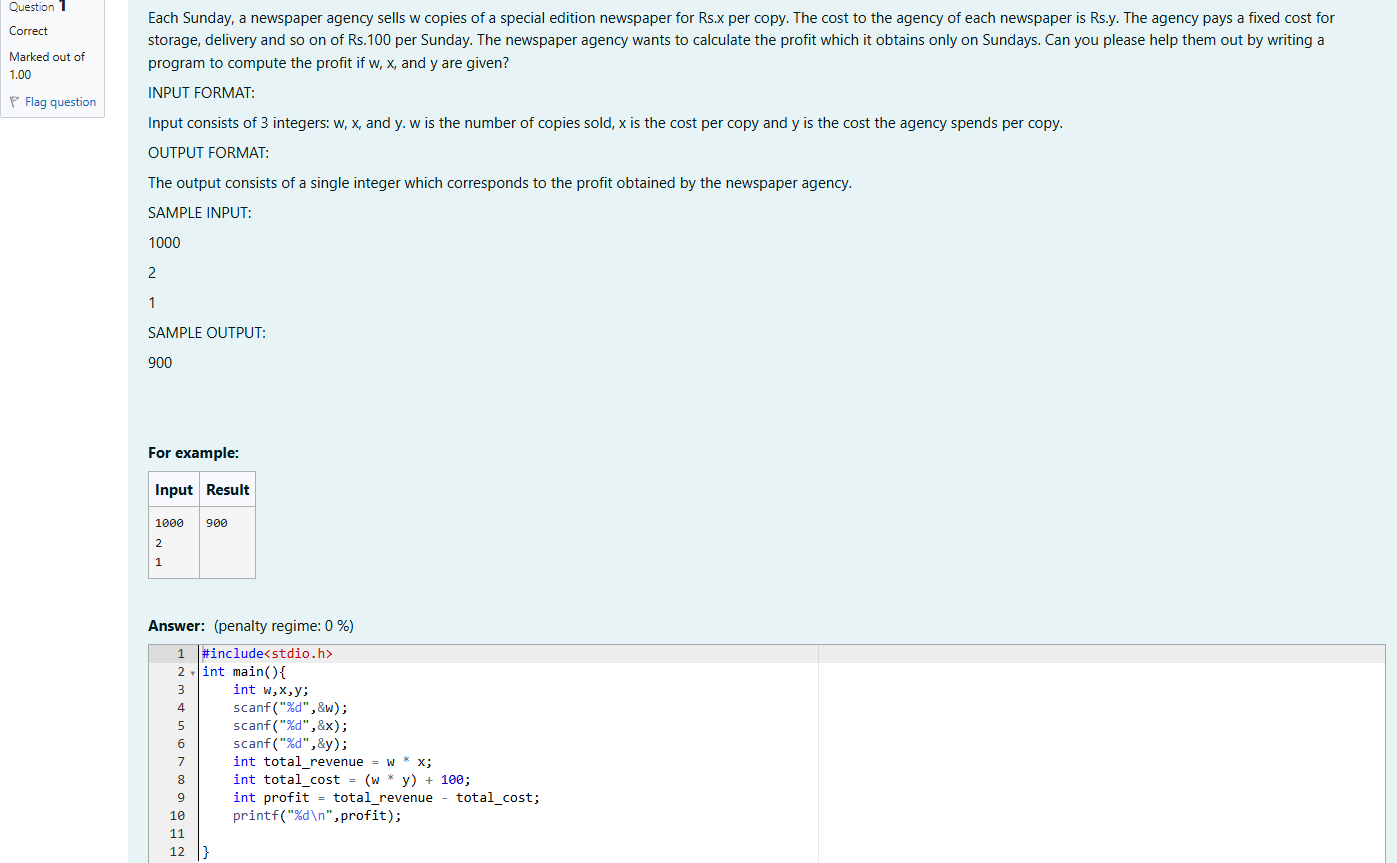 Question 1
Correct
Marked out of
1.00
Flag question
Each Sunday, a newspaper agency sells w copies of a special edition newspaper for Rs.x per copy. The cost to the agency of each newspaper is Rs.y. The agency pays a fixed cost for
storage, delivery and so on of Rs.100 per Sunday. The newspaper agency wants to calculate the profit which it obtains only on Sundays. Can you please help them out by writing a
program to compute the profit if w, x, and y are given?
INPUT FORMAT:
Input consists of 3 integers: w, x, and y. w is the number of copies sold, x is the cost per copy and y is the cost the agency spends per copy.
OUTPUT FORMAT:
The output consists of a single integer which corresponds to the profit obtained by the newspaper agency.
SAMPLE INPUT:
1000
2
1
SAMPLE OUTPUT:
900
For example:
Input Result
1000 900
2
1
Answer: (penalty regime: 0 %)
1 #include<stdio.h>
2 int main(){
3     int w,x,y;
4     scanf("%d",&w);
5     scanf("%d",&x);
6     scanf("%d",&y);
7     int total_revenue = w * x;
8     int total_cost = (w * y) + 100;
9     int profit = total_revenue - total_cost;
10     printf("%d\n",profit);
11
12 }